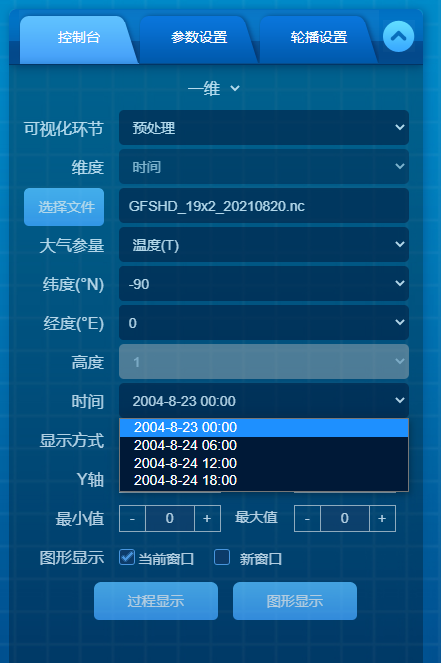 控制台 参数设置 轮播设置
一维
可视化环节 预处理
维度 时间
选择文件 GFSHD_19x2_20210820.nc
大气参量 温度(T)
纬度(°N) -90
经度(°E) 0
高度 1
时间 2004-8-23 00:00
2004-8-23 00:00
显示方式 2004-8-24 06:00
2004-8-24 12:00
Y轴 2004-8-24 18:00
最小值 - 0 + 最大值 - 0 +
图形显示 当前窗口 新窗口
过程显示 图形显示